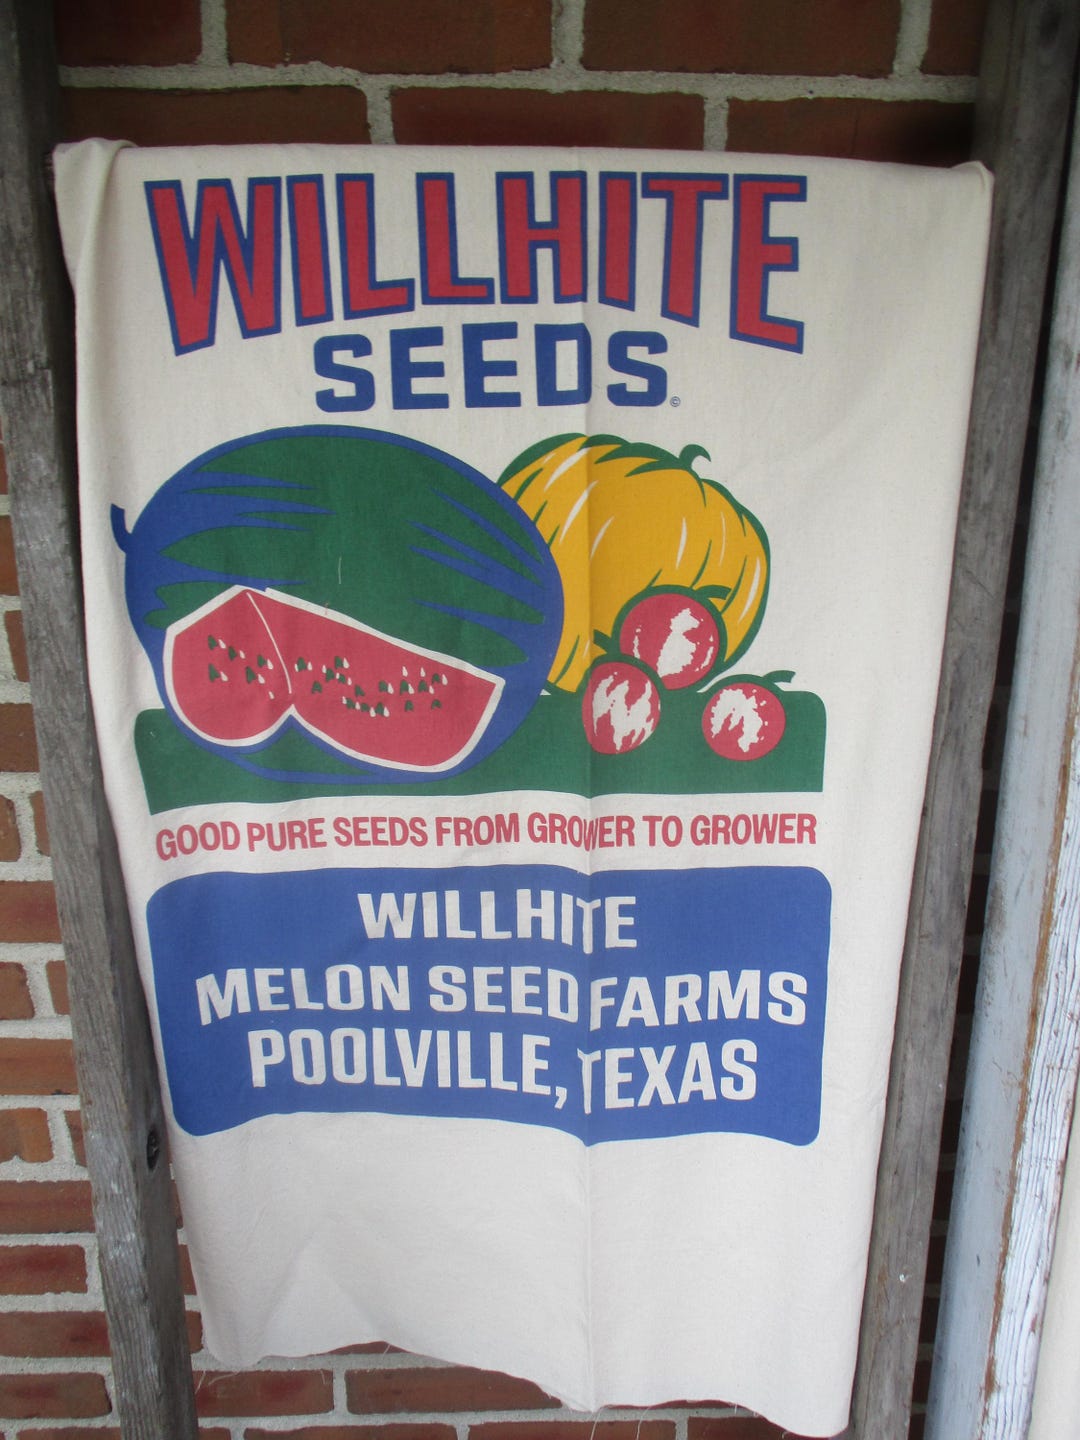 WILLHITE
SEEDS©
GOOD PURE SEEDS FROM GROWER TO GROWER
WILLHITE
MELON SEED FARMS
POOLVILLE, TEXAS